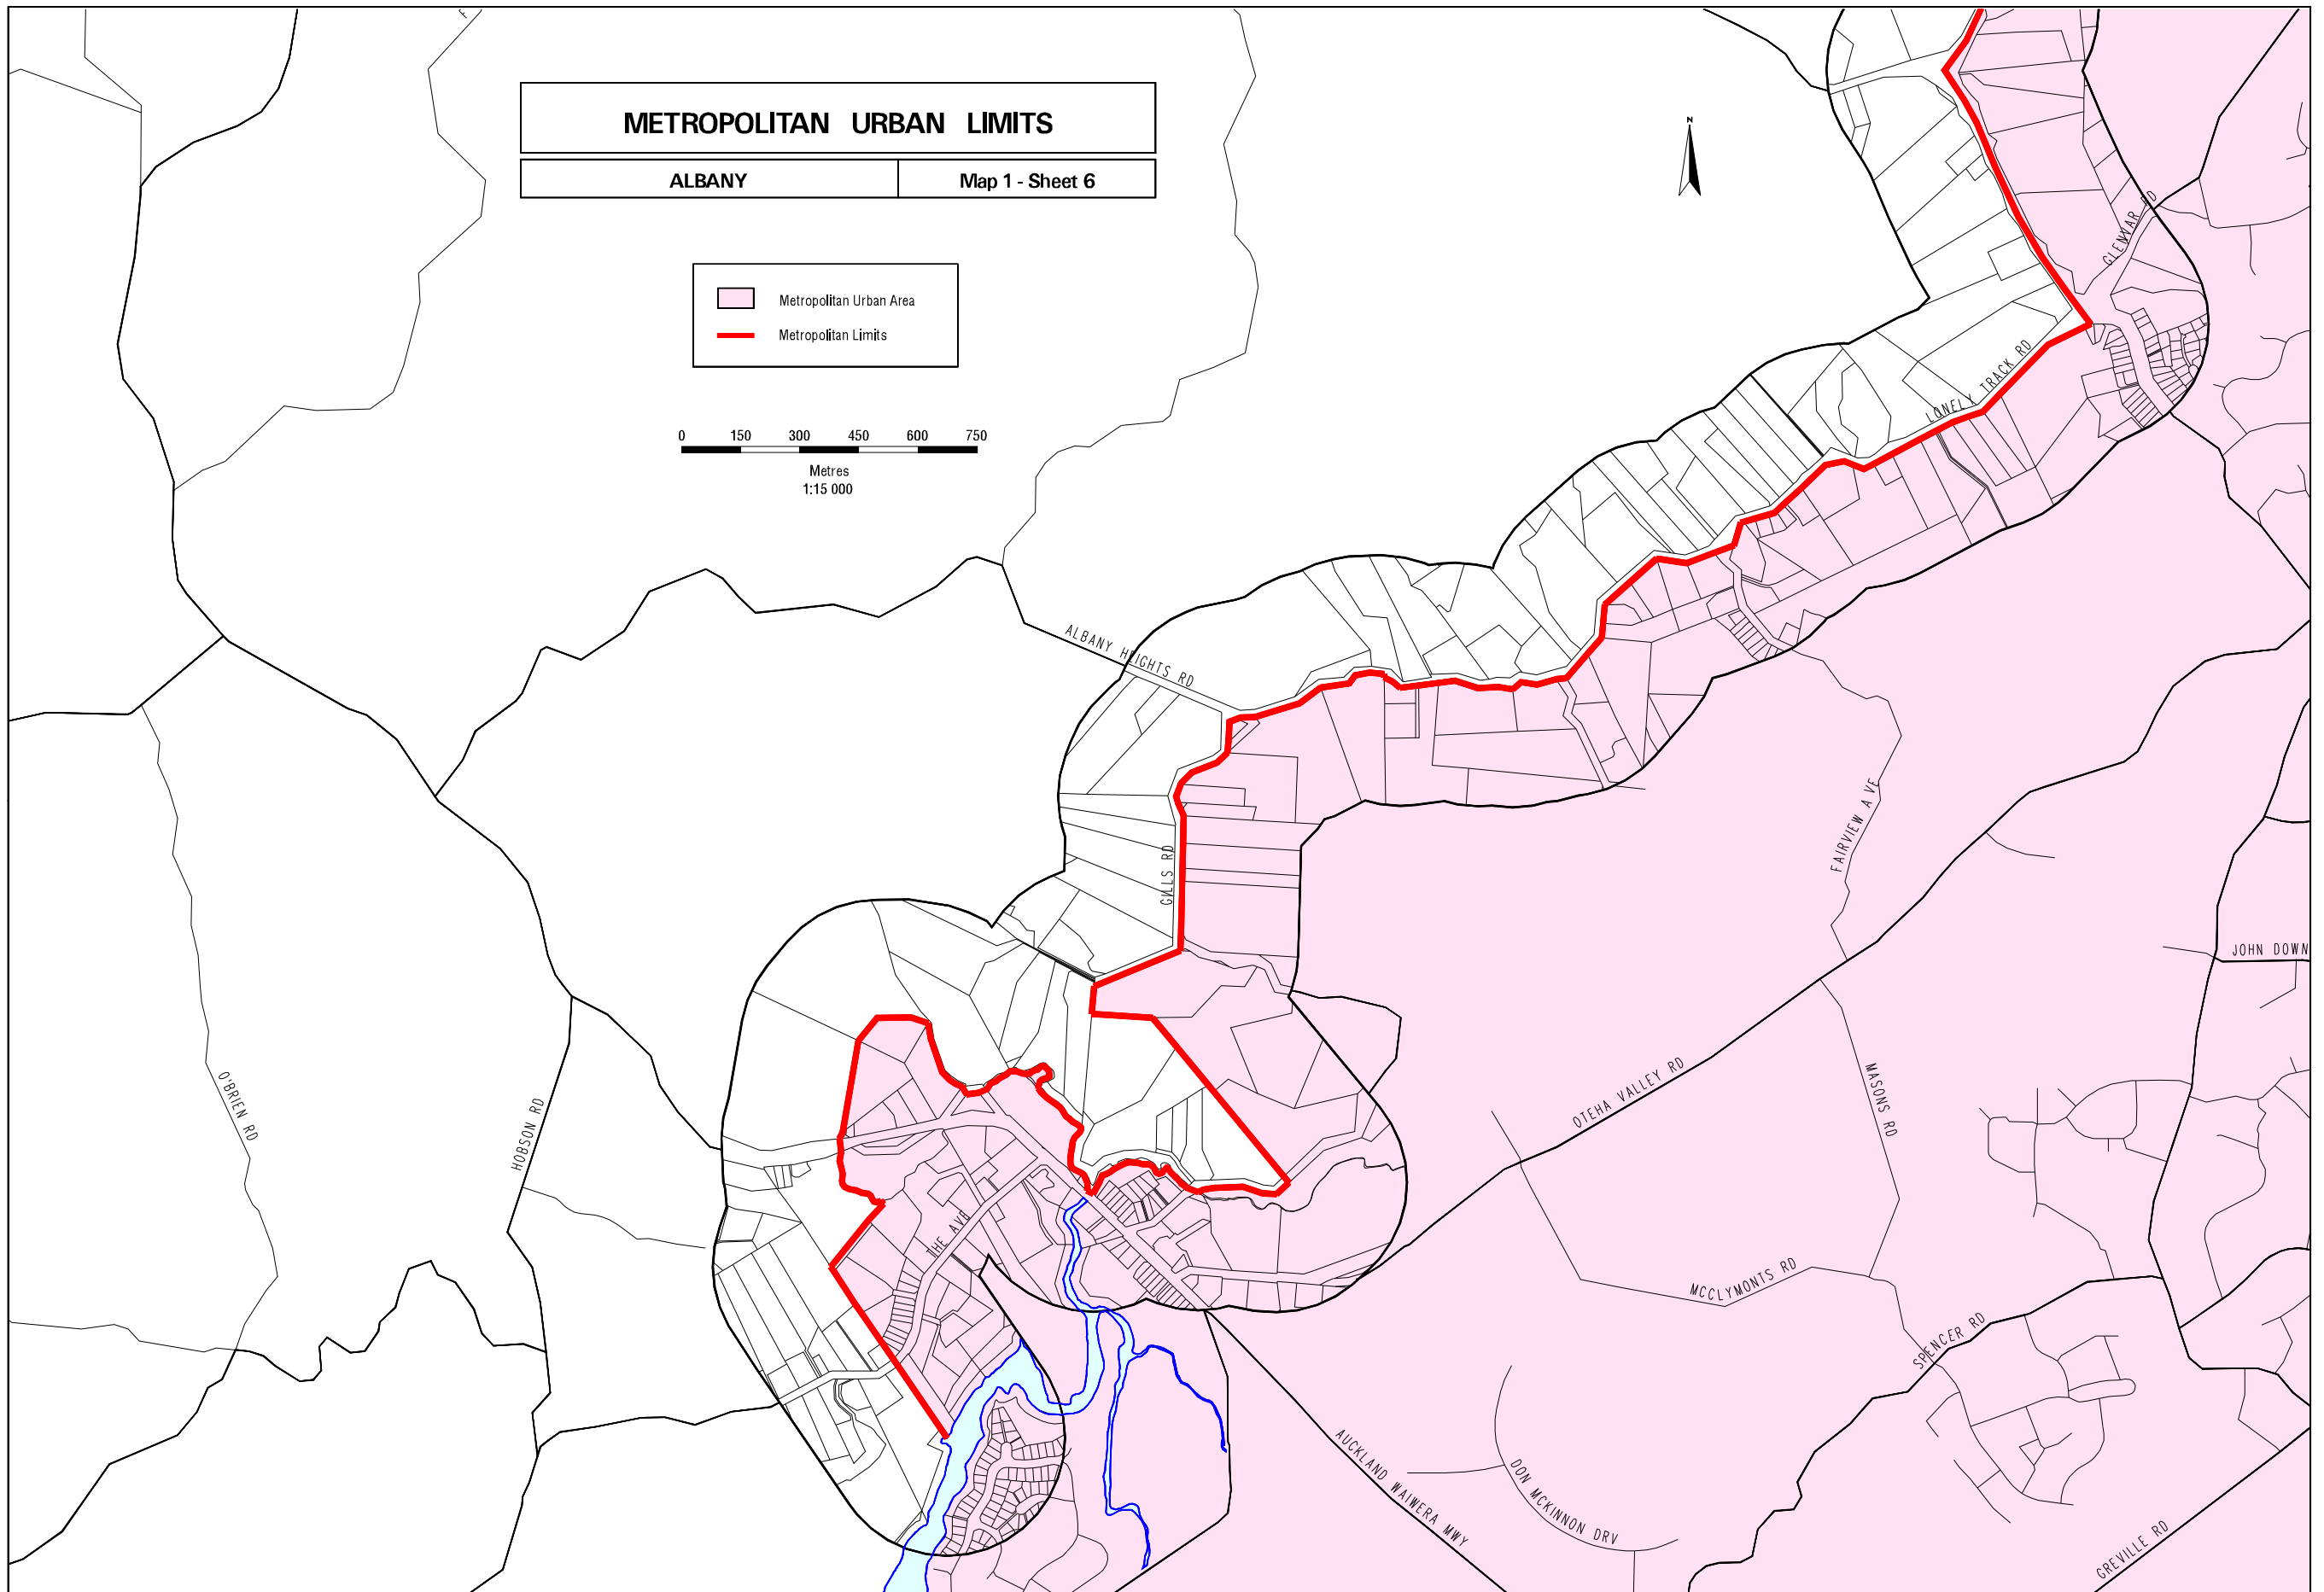 METROPOLITAN URBAN LIMITS
ALBANY
Map 1 - Sheet 6
N
Metropolitan Urban Area
Metropolitan Limits
0 150 300 450 600 750
Metres
1:15 000
GLENVAR RD
LONELY TRACK RD
ALBANY HEIGHTS RD
GILLS RD
FAIRVIEW AVE
JOHN DOWN
OTEHA VALLEY RD
MASONS RD
O'BRIEN RD
HOBSON RD
THE AVE
MCCLYMONTS RD
SPENCER RD
AUCKLAND WAIWERA MWY
DON MCKINNON DRV
GREVILLE RD